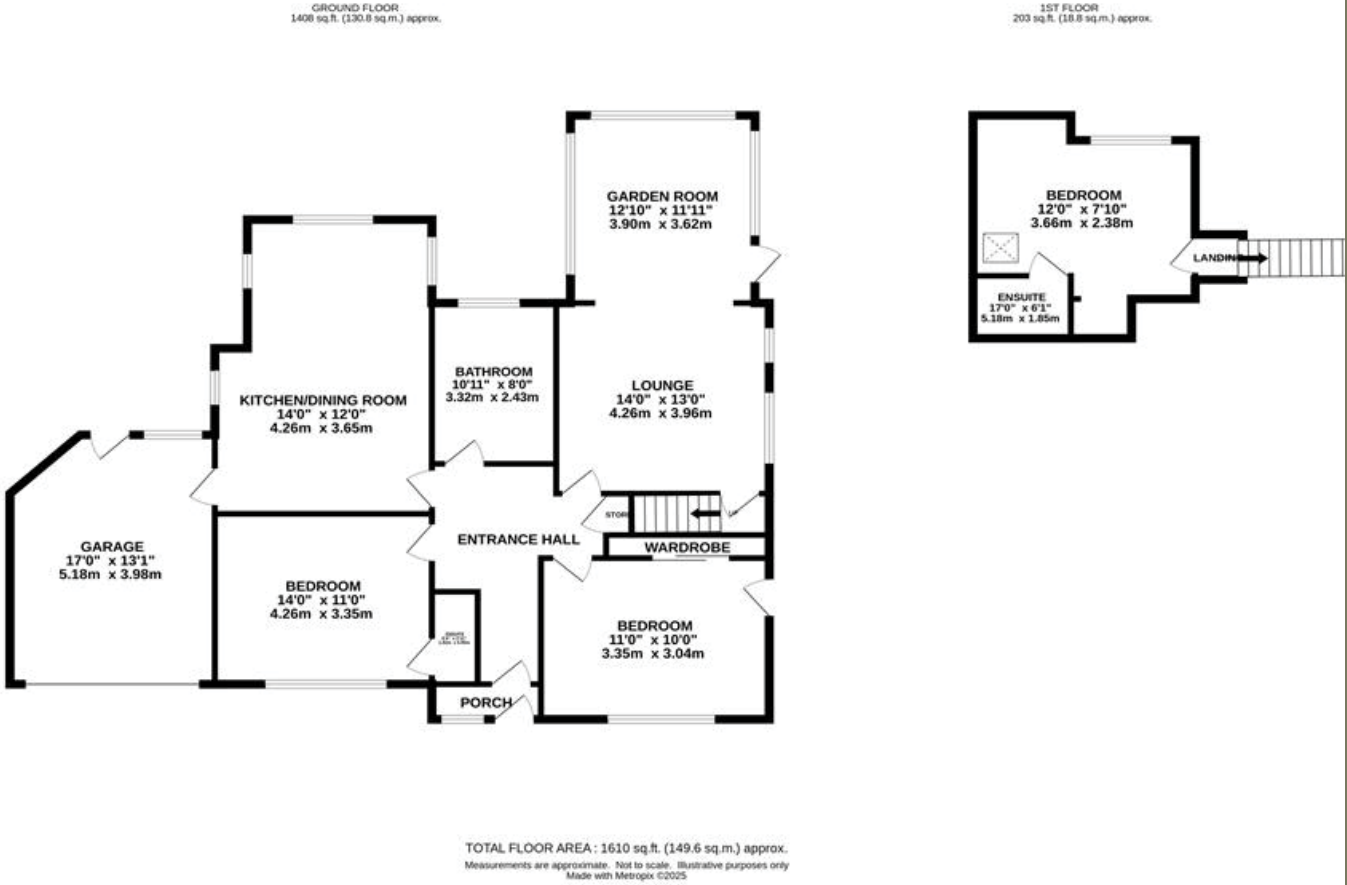 GROUND FLOOR
1408 sq.ft. (130.8 sq.m.) approx.
1ST FLOOR
203 sq.ft. (18.8 sq.m.) approx.
GARDEN ROOM
12'10" x 11'11"
3.90m x 3.62m
BEDROOM
12'0" x 7'10"
3.66m x 2.38m
LANDING
ENSUITE
17'0" x 6'1"
5.18m x 1.85m
BATHROOM
10'11" x 8'0"
3.32m x 2.43m
LOUNGE
14'0" x 13'0"
4.26m x 3.96m
KITCHEN/DINING ROOM
14'0" x 12'0"
4.26m x 3.65m
STORE
UP
ENTRANCE HALL
WARDROBE
GARAGE
17'0" x 13'1"
5.18m x 3.98m
BEDROOM
14'0" x 11'0"
4.26m x 3.35m
ENSUITE
BEDROOM
11'0" x 10'0"
3.35m x 3.04m
PORCH
TOTAL FLOOR AREA : 1610 sq.ft. (149.6 sq.m.) approx.
Measurements are approximate. Not to scale. Illustrative purposes only
Made with Metropix ©2025